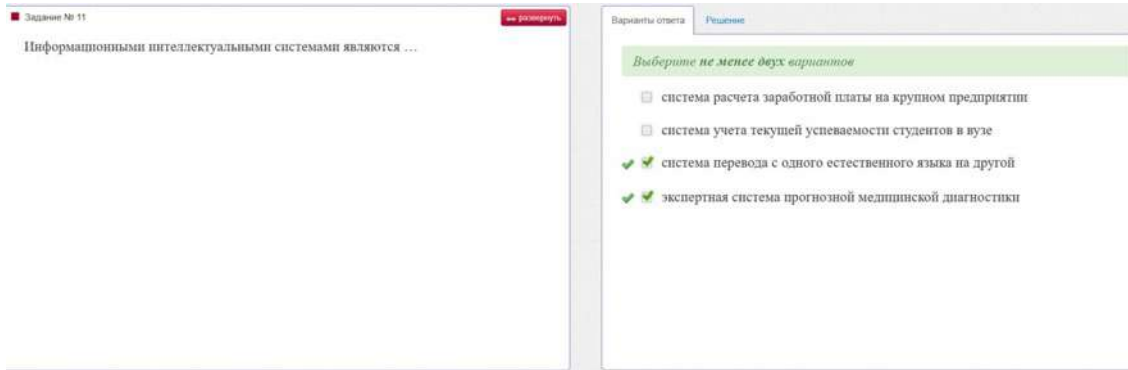 Задание № 11
развернуть
Информационными интеллектуальными системами являются …
Варианты ответа
Решение
Выберите не менее двух вариантов
система расчета заработной платы на крупном предприятии
система учета текущей успеваемости студентов в вузе
система перевода с одного естественного языка на другой
экспертная система прогнозной медицинской диагностики